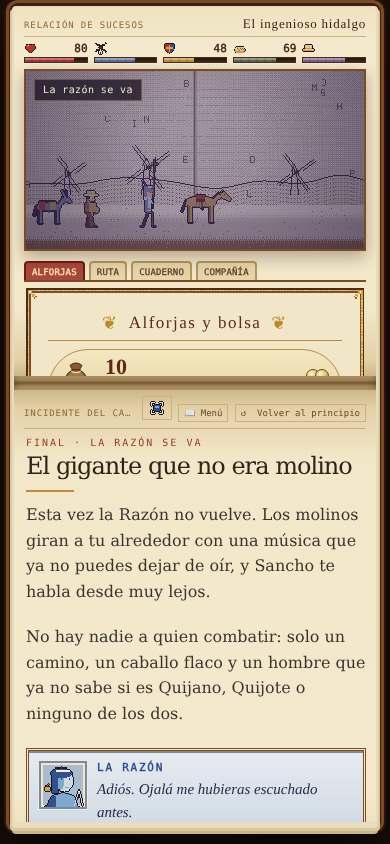 RELACIÓN DE SUCESOS
El ingenioso hidalgo
80
48
69
La razón se va
B
M
J
G
H
C
I
N
E
D
P
L
ALFORJAS
RUTA
CUADERNO
COMPAÑÍA
Alforjas y bolsa
10
INCIDENTE DEL CA…
Menú
↺ Volver al principio
FINAL · LA RAZÓN SE VA
El gigante que no era molino
Esta vez la Razón no vuelve. Los molinos
giran a tu alrededor con una música que
ya no puedes dejar de oír, y Sancho te
habla desde muy lejos.
No hay nadie a quien combatir: solo un
camino, un caballo flaco y un hombre que
ya no sabe si es Quijano, Quijote o
ninguno de los dos.
LA RAZÓN
Adiós. Ojalá me hubieras escuchado
antes.